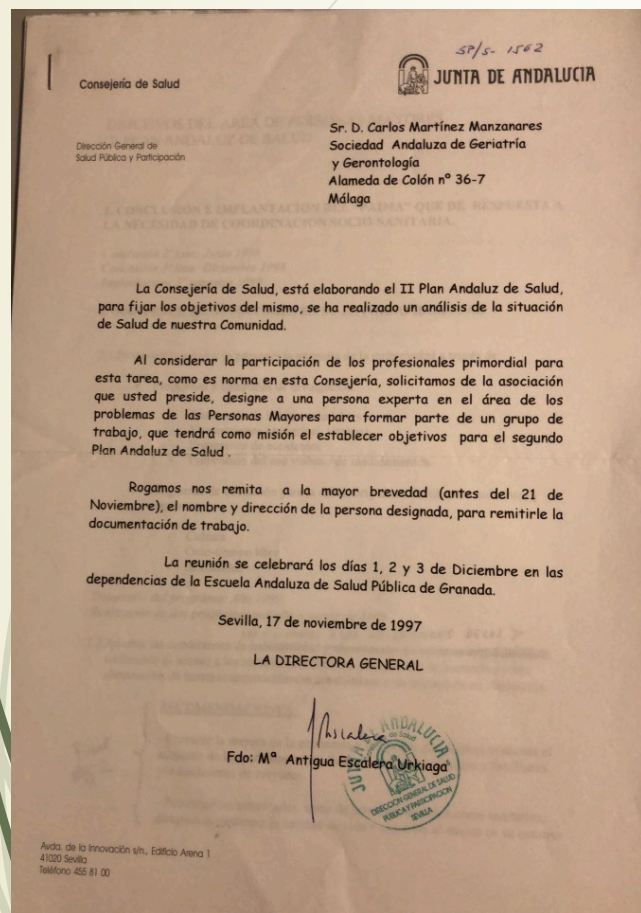 SP/S- 1562
Consejería de Salud
JUNTA DE ANDALUCIA
Dirección General de
Salud Pública y Participación
Sr. D. Carlos Martínez Manzanares
Sociedad Andaluza de Geriatría
y Gerontología
Alameda de Colón nº 36-7
Málaga
La Consejería de Salud, está elaborando el II Plan Andaluz de Salud,
para fijar los objetivos del mismo, se ha realizado un análisis de la situación
de Salud de nuestra Comunidad.
Al considerar la participación de los profesionales primordial para
esta tarea, como es norma en esta Consejería, solicitamos de la asociación
que usted preside, designe a una persona experta en el área de los
problemas de las Personas Mayores para formar parte de un grupo de
trabajo, que tendrá como misión el establecer objetivos para el segundo
Plan Andaluz de Salud .
Rogamos nos remita a la mayor brevedad (antes del 21 de
Noviembre), el nombre y dirección de la persona designada, para remitirle la
documentación de trabajo.
La reunión se celebrará los días 1, 2 y 3 de Diciembre en las
dependencias de la Escuela Andaluza de Salud Pública de Granada.
Sevilla, 17 de noviembre de 1997
LA DIRECTORA GENERAL
Fdo: Mª Antigua Escalera Urkiaga
JUNTA DE ANDALUCIA
DIRECCION GENERAL DE SALUD
PUBLICA Y PARTICIPACION
SEVILLA
Avda. de la Innovación s/n., Edificio Arena 1
41020 Sevilla
Teléfono 455 81 00